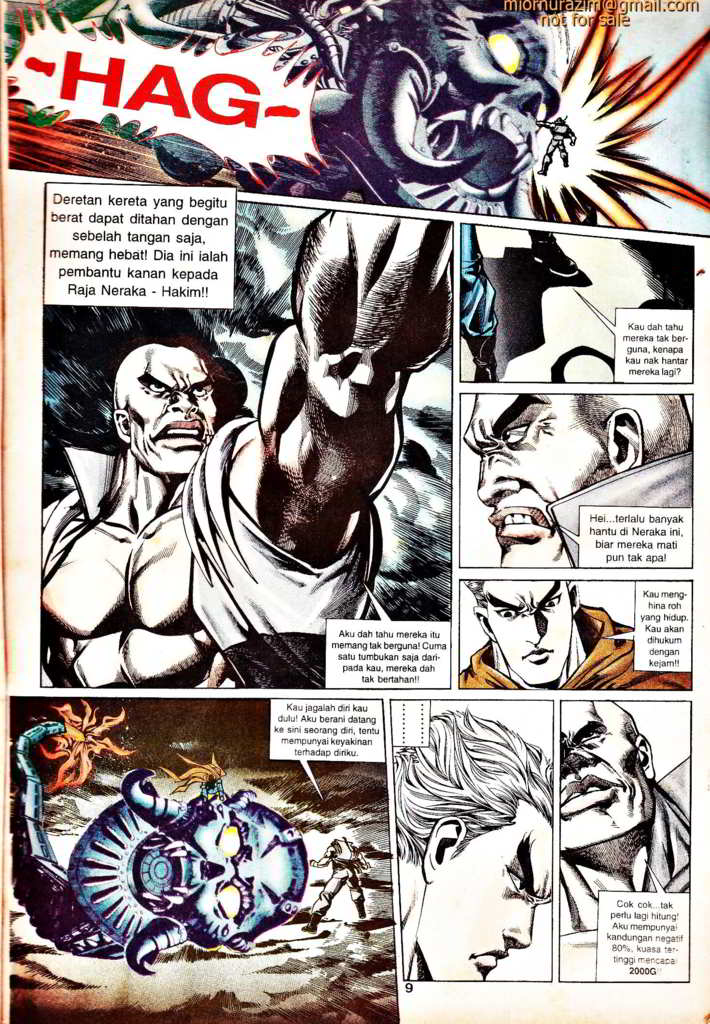 miornurazim@gmail.com
not for sale
-HAG-
Deretan kereta yang begitu
berat dapat ditahan dengan
sebelah tangan saja,
memang hebat! Dia ini ialah
pembantu kanan kepada
Raja Neraka - Hakim!!
Kau dah tahu
mereka tak ber-
guna, kenapa
kau nak hantar
mereka lagi?
Hei...terlalu banyak
hantu di Neraka ini,
biar mereka mati
pun tak apa!
Aku dah tahu mereka itu
memang tak berguna! Cuma
satu tumbukan saja dari-
pada kau, mereka dah
tak bertahan!!
Kau meng-
hina roh
yang hidup.
Kau akan
dihukum
dengan
kejam!!
Kau jagalah diri kau
dulu! Aku berani datang
ke sini seorang diri, tentu
mempunyai keyakinan
terhadap diriku.
Cok cok...tak
perlu lagi hitung!
Aku mempunyai
kandungan negatif
80%, kuasa ter-
tinggi mencapai
2000G!
9